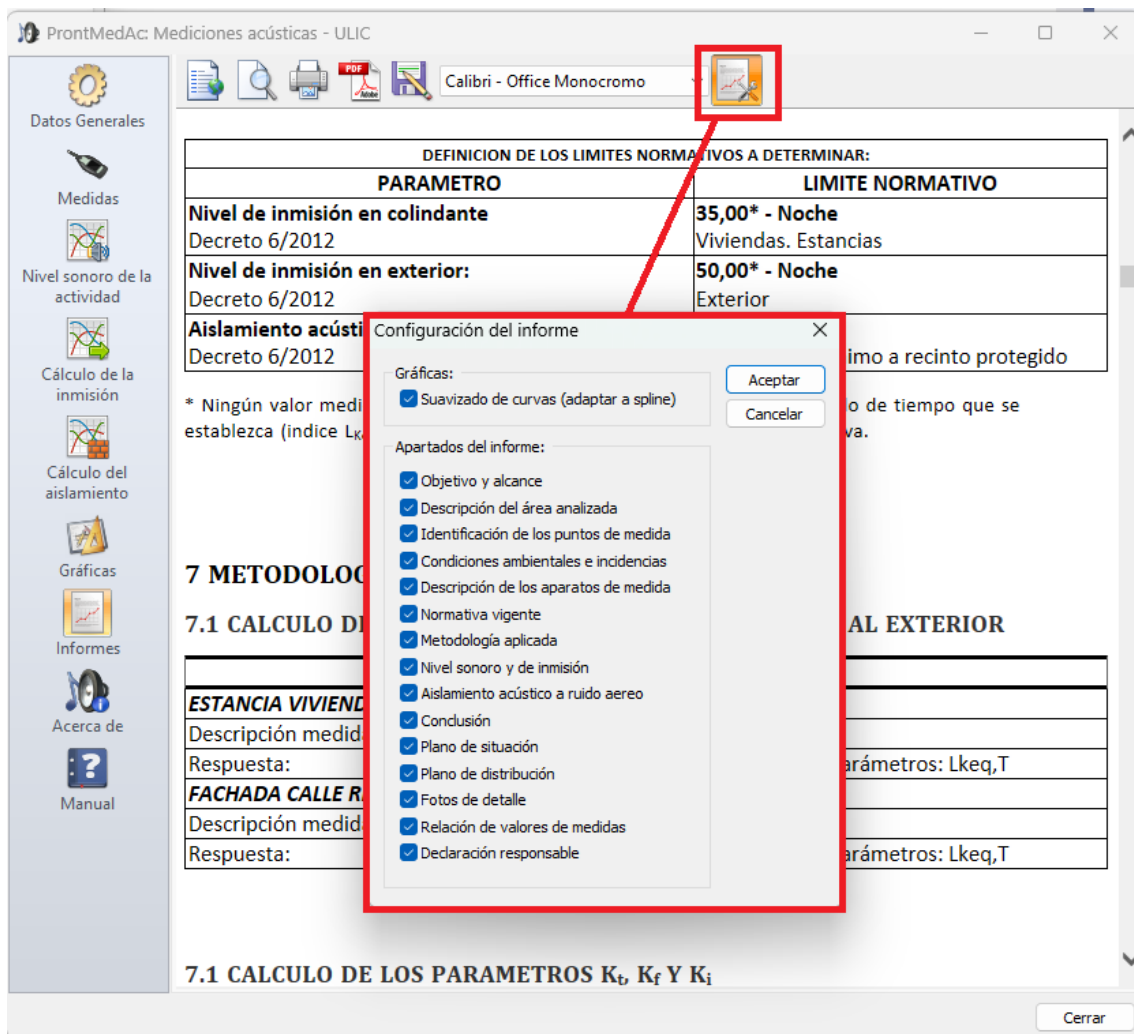 ProntMedAc: Mediciones acústicas - ULIC
Datos Generales
Medidas
Nivel sonoro de la
actividad
Cálculo de la
inmisión
Cálculo del
aislamiento
Gráficas
Informes
Acerca de
Manual
PDF
Adobe
Calibri - Office Monocromo
DEFINICION DE LOS LIMITES NORMATIVOS A DETERMINAR:
PARAMETRO LIMITE NORMATIVO
Nivel de inmisión en colindante 35,00* - Noche
Decreto 6/2012 Viviendas. Estancias
Nivel de inmisión en exterior: 50,00* - Noche
Decreto 6/2012 Exterior
Aislamiento acústi
Decreto 6/2012 imo a recinto protegido
* Ningún valor medi o de tiempo que se
establezca (indice va.
7 METODOLOG
7.1 CALCULO DE AL EXTERIOR
ESTANCIA VIVIEND
Descripción medid
Respuesta: arámetros: Lkeq,T
FACHADA CALLE R
Descripción medid
Respuesta: arámetros: Lkeq,T
7.1 CALCULO DE LOS PARAMETROS Kt, Kf Y Ki
Configuración del informe
Gráficas:
Suavizado de curvas (adaptar a spline)
Aceptar
Cancelar
Apartados del informe:
Objetivo y alcance
Descripción del área analizada
Identificación de los puntos de medida
Condiciones ambientales e incidencias
Descripción de los aparatos de medida
Normativa vigente
Metodología aplicada
Nivel sonoro y de inmisión
Aislamiento acústico a ruido aereo
Conclusión
Plano de situación
Plano de distribución
Fotos de detalle
Relación de valores de medidas
Declaración responsable
Cerrar